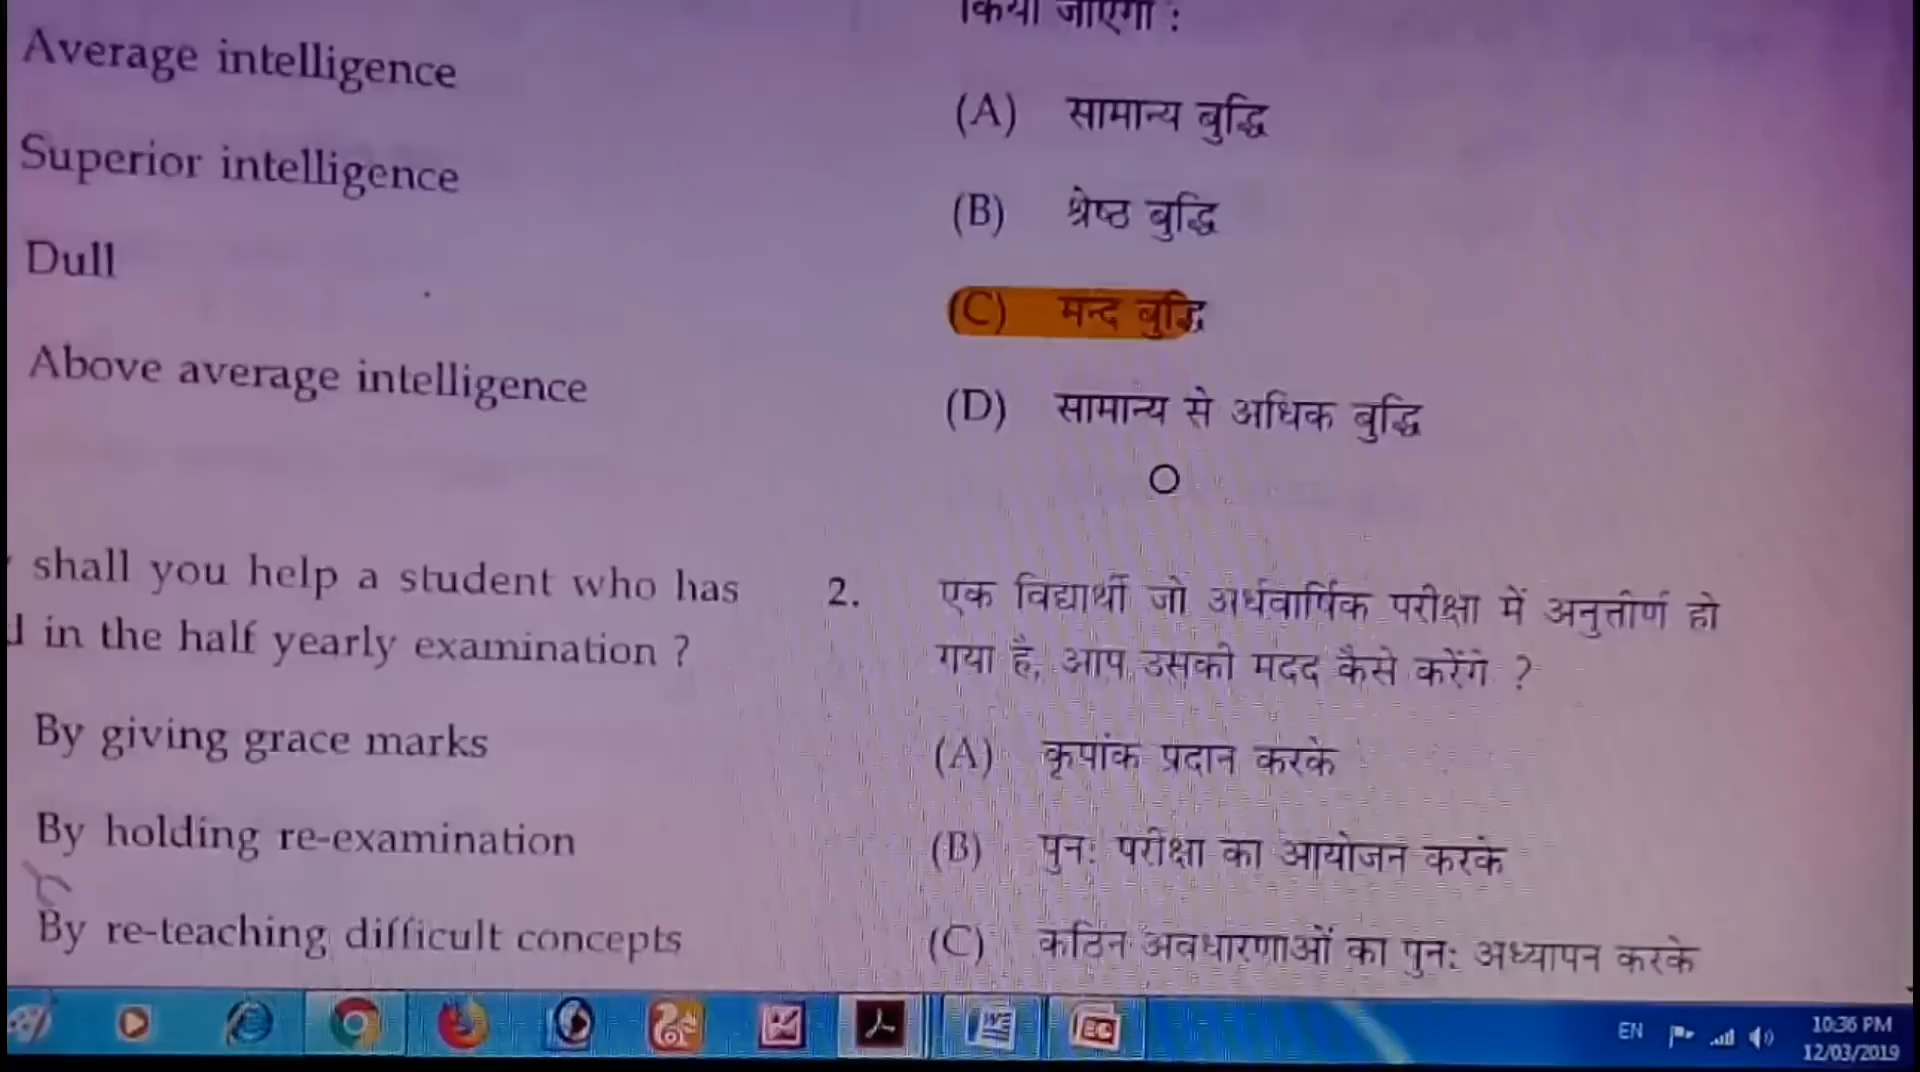 Average intelligence
Superior intelligence
Dull
Above average intelligence
shall you help a student who has
in the half yearly examination ?
By giving grace marks
By holding re-examination
By re-teaching difficult concepts
किया जाएगा :
(A) सामान्य बुद्धि
(B) श्रेष्ठ बुद्धि
(C) मन्द बुद्धि
(D) सामान्य से अधिक बुद्धि
2. एक विद्यार्थी जो अर्धवार्षिक परीक्षा में अनुत्तीर्ण हो
गया है, आप उसकी मदद कैसे करेंगे ?
(A) कृपांक प्रदान करके
(B) पुनः परीक्षा का आयोजन करके
(C) कठिन अवधारणाओं का पुनः अध्यापन करके
EN
10:36 PM
12/03/2019